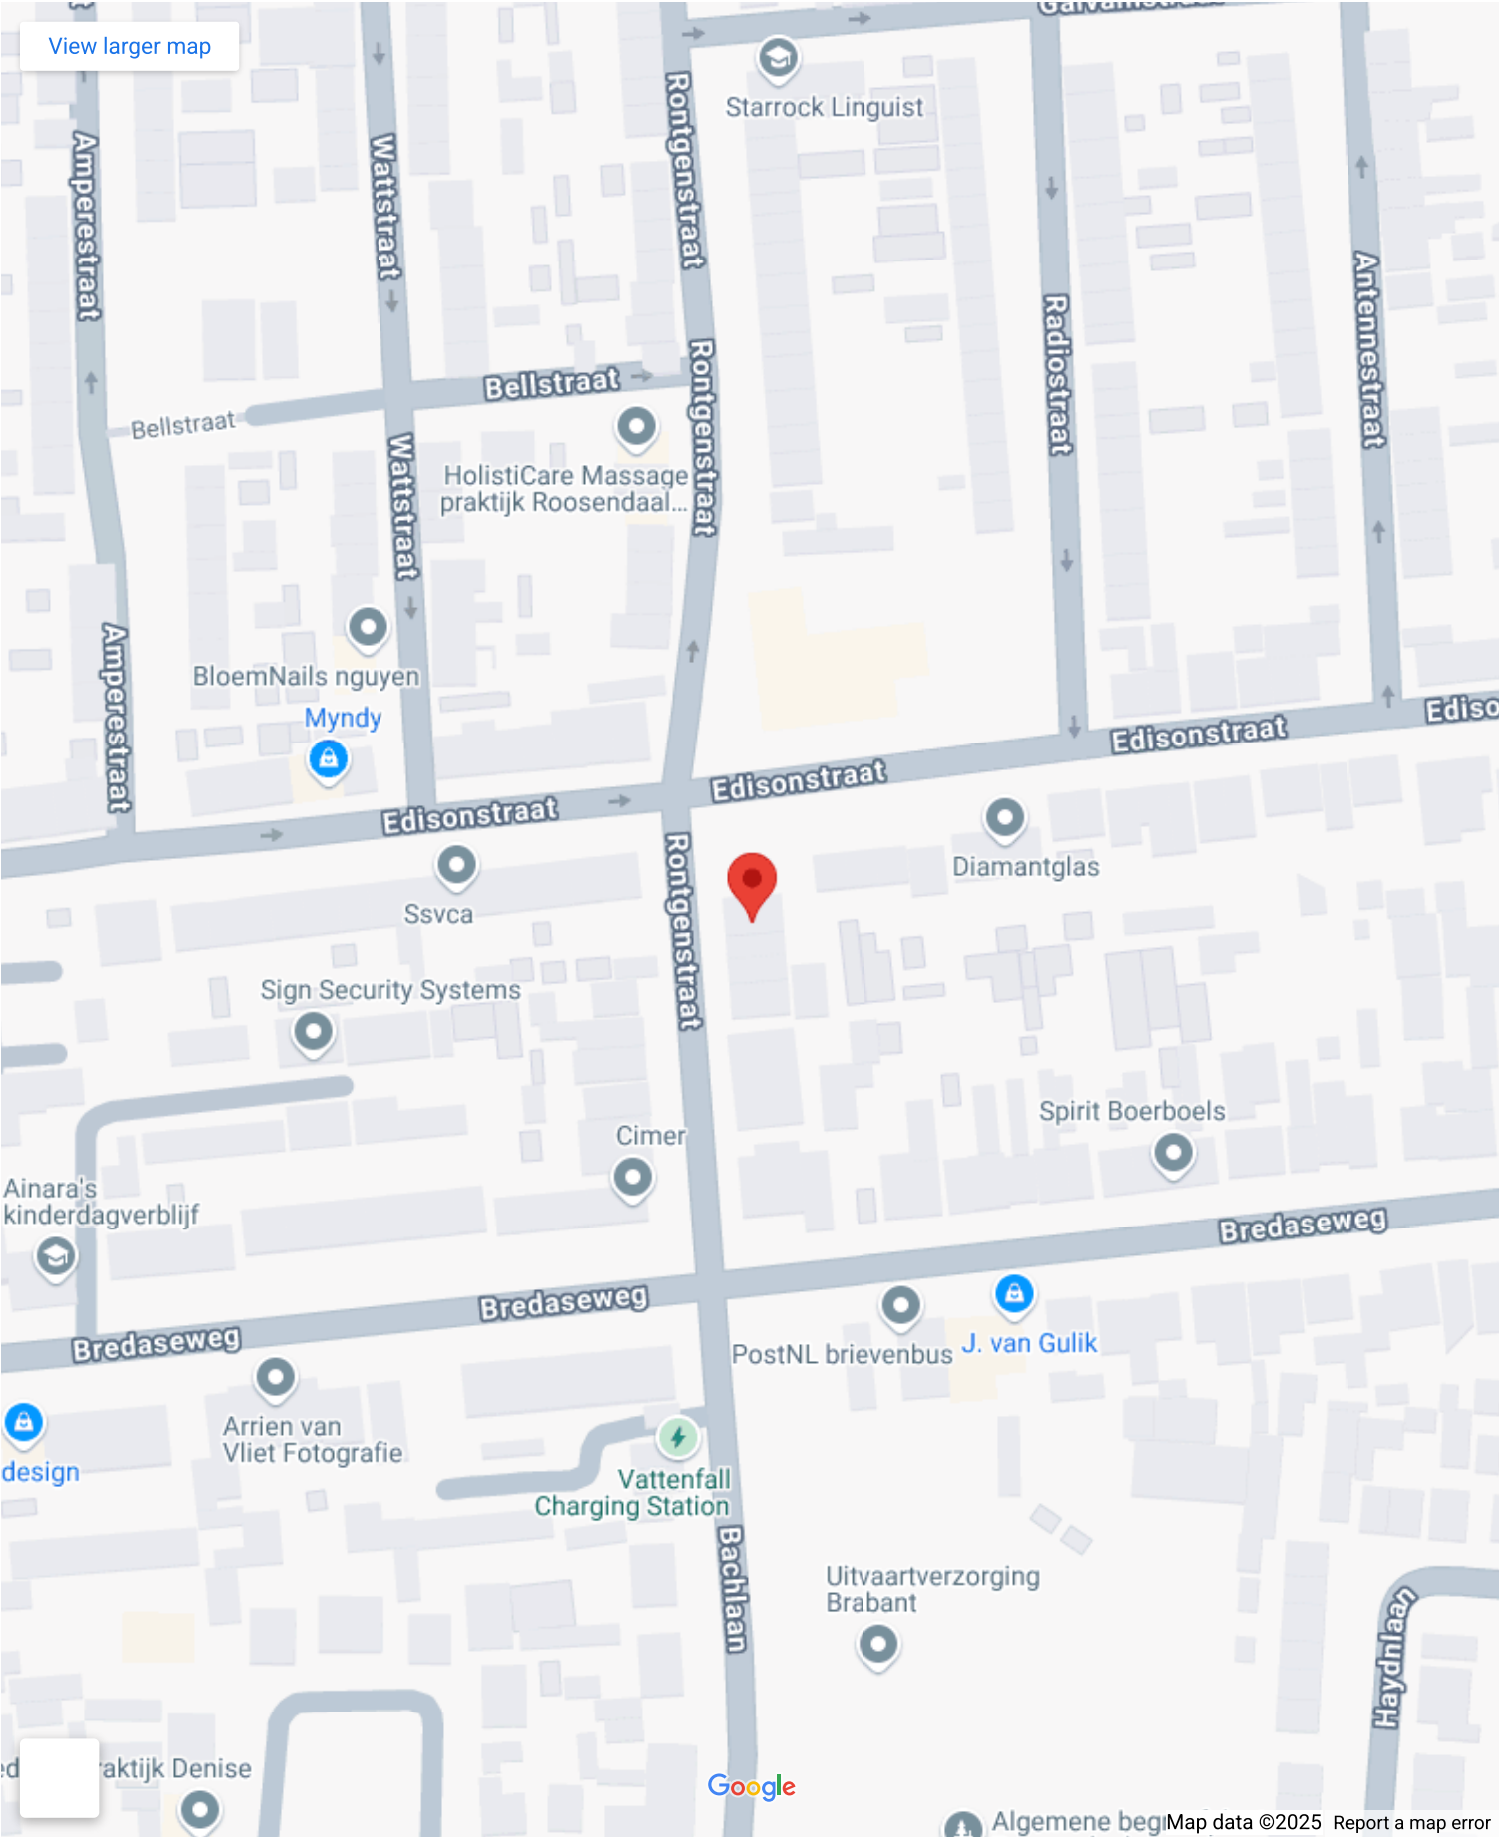 View larger map
Starrock Linguist
Amperestraat
Wattstraat
Rontgenstraat
Radiostraat
Antennestraat
Bellstraat
Bellstraat
Rontgenstraat
Wattstraat
HolistiCare Massage
praktijk Roosendaal...
BloemNails nguyen
Myndy
Amperestraat
Edisonstraat
Edisonstraat
Edisonstraat
Ediso
Diamantglas
Ssvca
Rontgenstraat
Sign Security Systems
Cimer
Spirit Boerboels
Ainara's
kinderdagverblijf
Bredaseweg
Bredaseweg
Bredaseweg
PostNL brievenbus
J. van Gulik
Arrien van
Vliet Fotografie
design
Vattenfall
Charging Station
Bachlaan
Uitvaartverzorging
Brabant
Haydnlaan
raktijk Denise
Google
Algemene beg
Map data ©2025
Report a map error